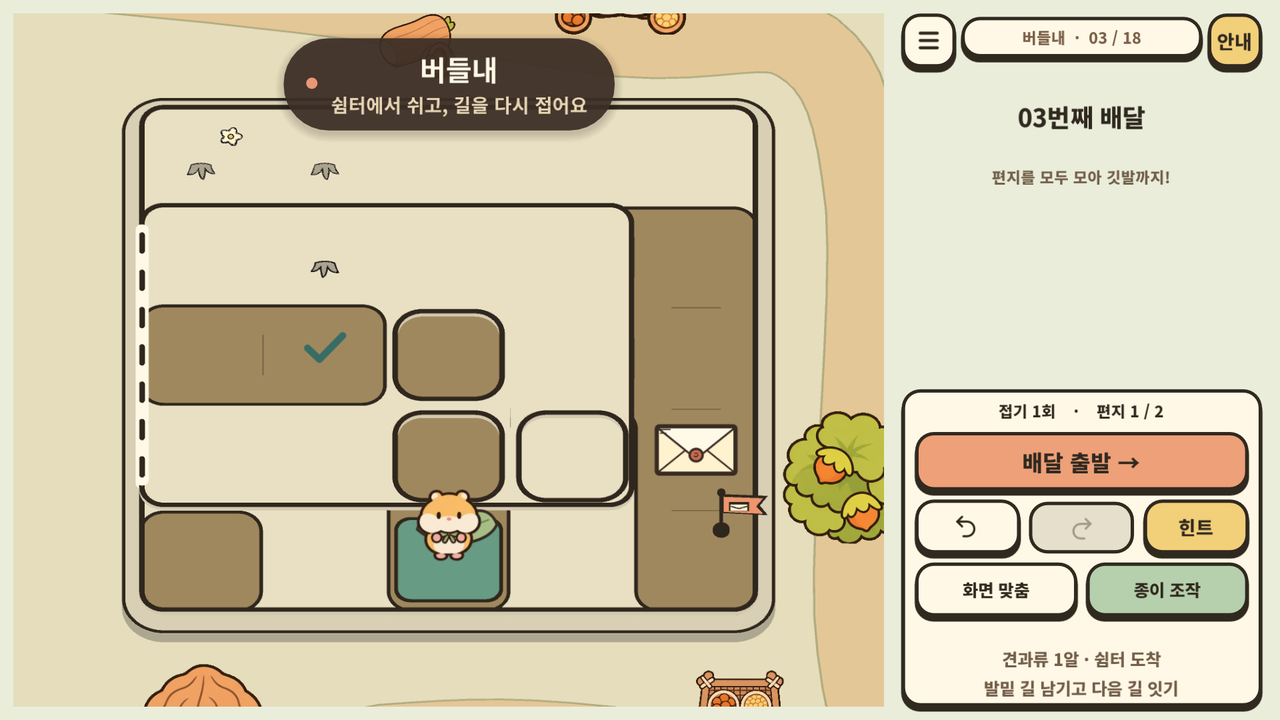 버들내
쉼터에서 쉬고, 길을 다시 접어요
버들내 · 03 / 18
안내
03번째 배달
편지를 모두 모아 깃발까지!
접기 1회 · 편지 1 / 2
배달 출발 →
힌트
화면 맞춤
종이 조작
견과류 1알 · 쉼터 도착
발밑 길 남기고 다음 길 잇기